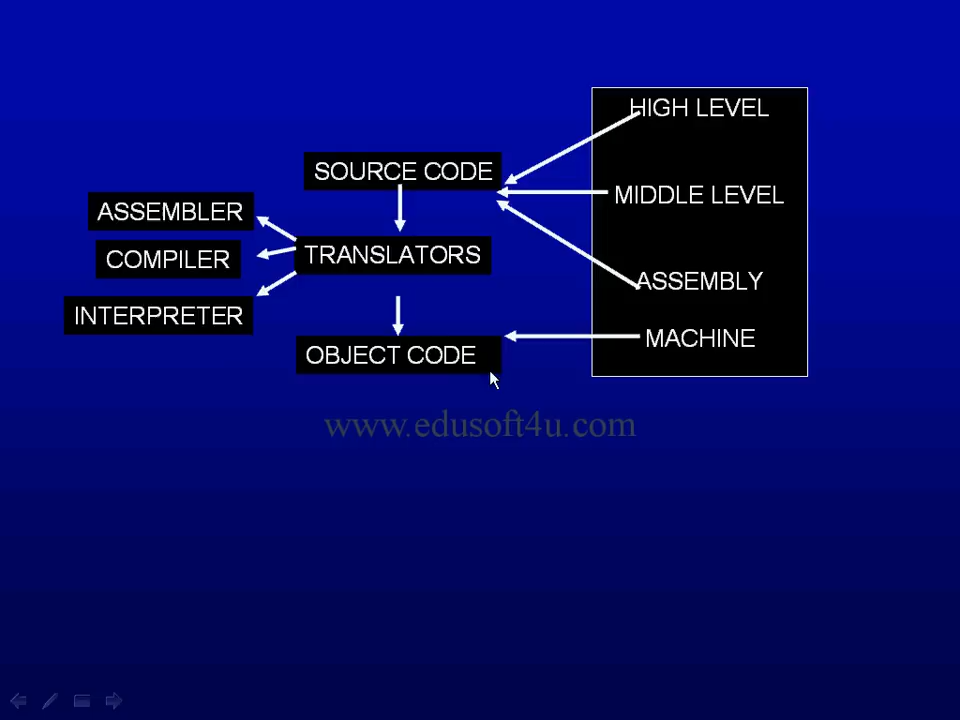 HIGH LEVEL
SOURCE CODE
MIDDLE LEVEL
ASSEMBLER
TRANSLATORS
COMPILER
ASSEMBLY
INTERPRETER
MACHINE
OBJECT CODE
www.edusoft4u.com